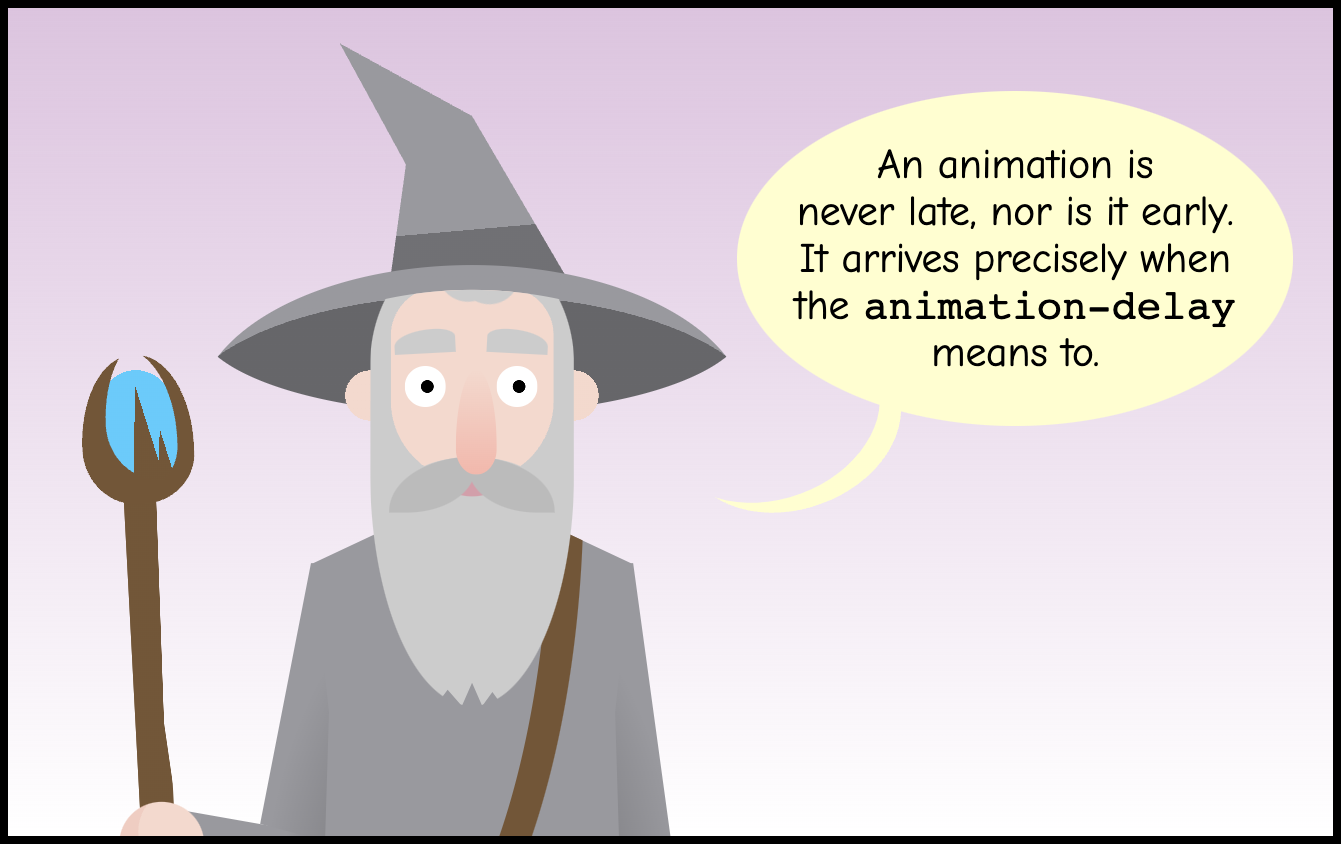 An animation is
never late, nor is it early.
It arrives precisely when
the animation-delay
means to.